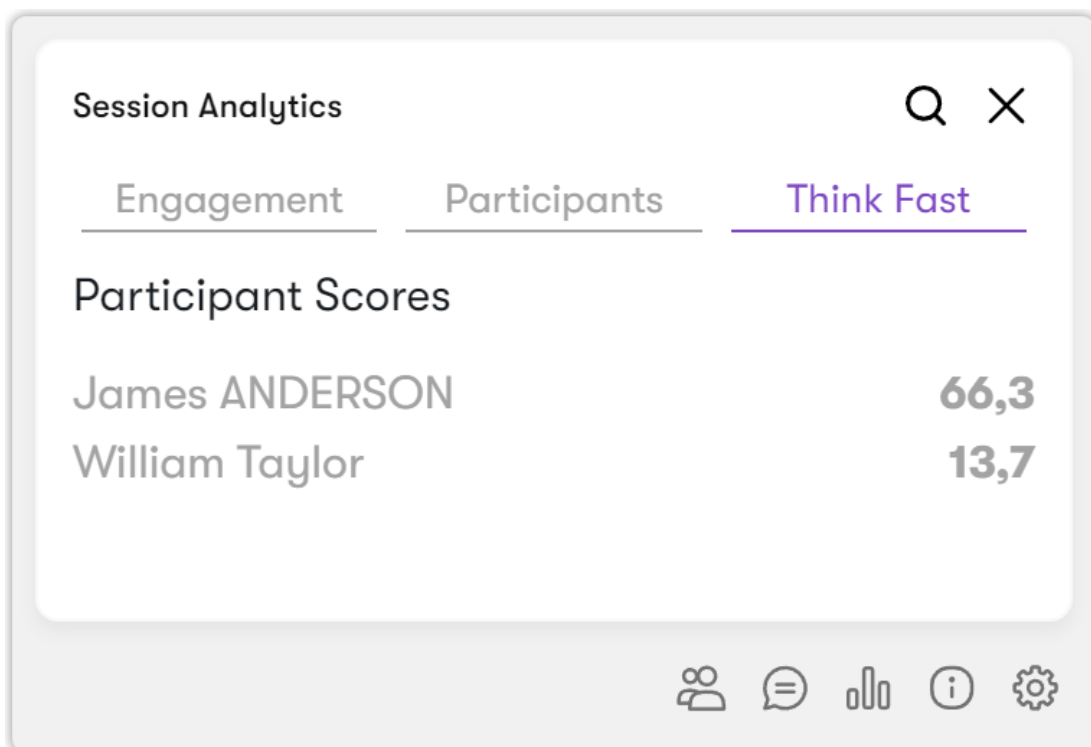 Session Analytics
Engagement Participants Think Fast
Participant Scores
James ANDERSON 66,3
William Taylor 13,7